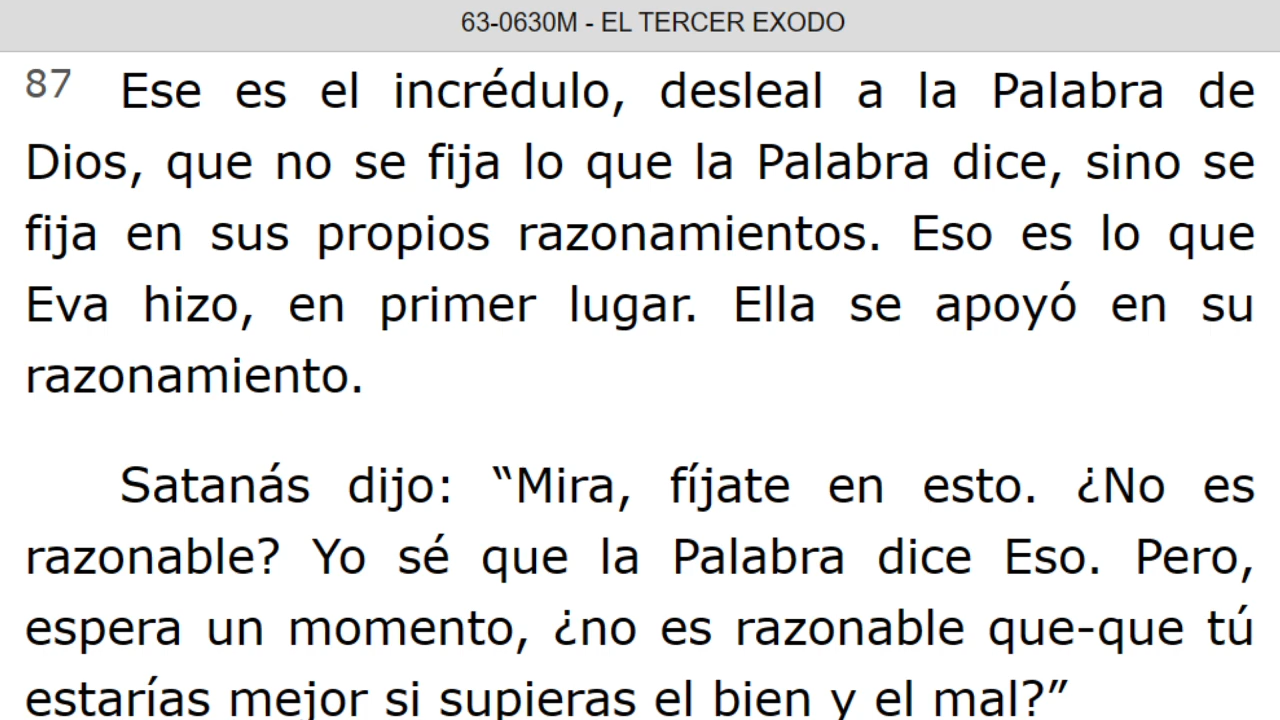 63-0630M - EL TERCER EXODO
87 Ese es el incrédulo, desleal a la Palabra de
Dios, que no se fija lo que la Palabra dice, sino se
fija en sus propios razonamientos. Eso es lo que
Eva hizo, en primer lugar. Ella se apoyó en su
razonamiento.
Satanás dijo: “Mira, fíjate en esto. ¿No es
razonable? Yo sé que la Palabra dice Eso. Pero,
espera un momento, ¿no es razonable que-que tú
estarías mejor si supieras el bien y el mal?”